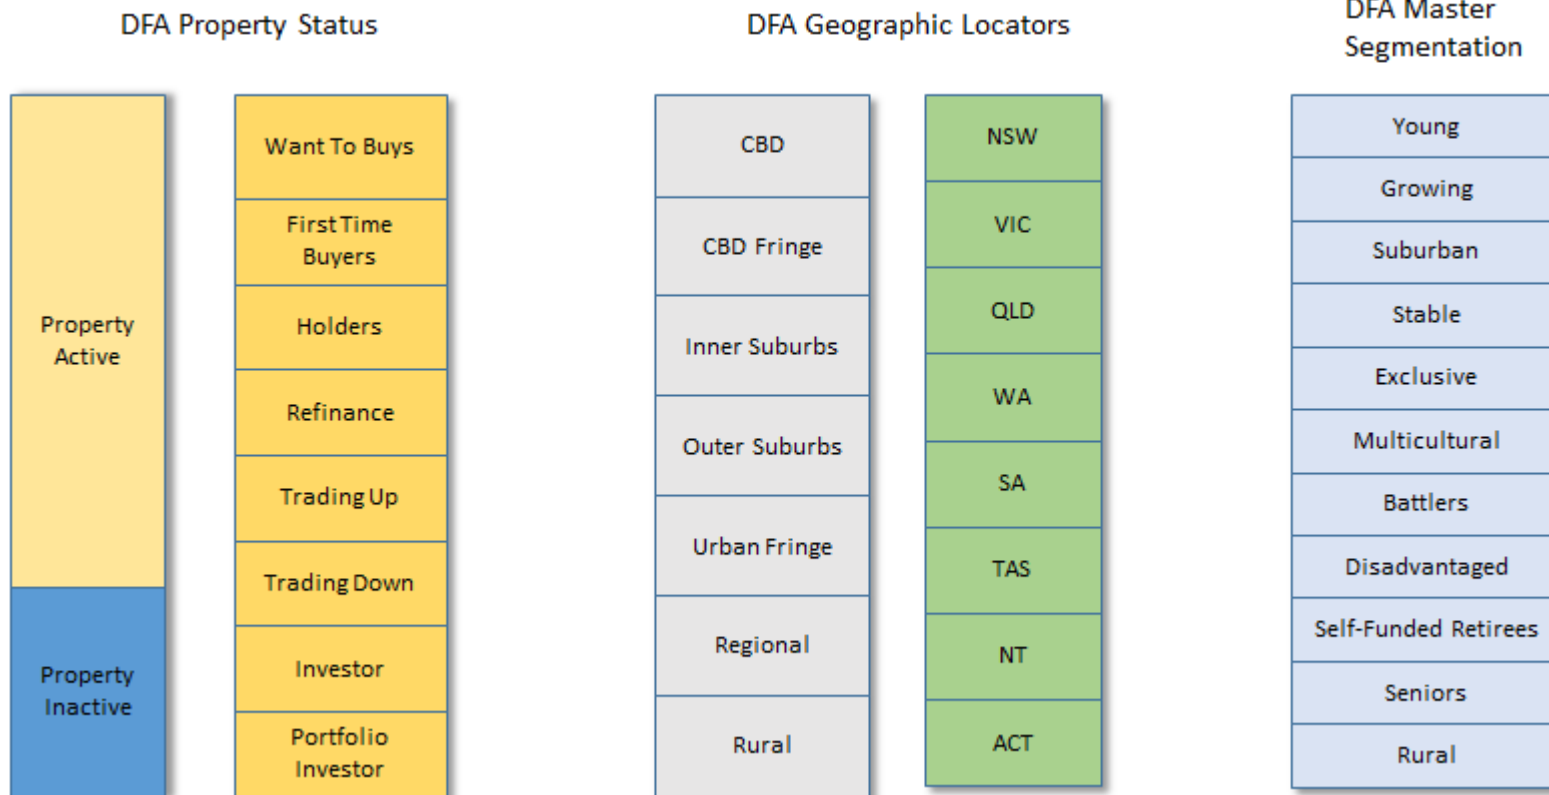 DFA Property Status
DFA Geographic Locators
DFA Master
Segmentation
Property
Active
Property
Inactive
Want To Buys
First Time
Buyers
Holders
Refinance
Trading Up
Trading Down
Investor
Portfolio
Investor
CBD
CBD Fringe
Inner Suburbs
Outer Suburbs
Urban Fringe
Regional
Rural
NSW
VIC
QLD
WA
SA
TAS
NT
ACT
Young
Growing
Suburban
Stable
Exclusive
Multicultural
Battlers
Disadvantaged
Self-Funded Retirees
Seniors
Rural